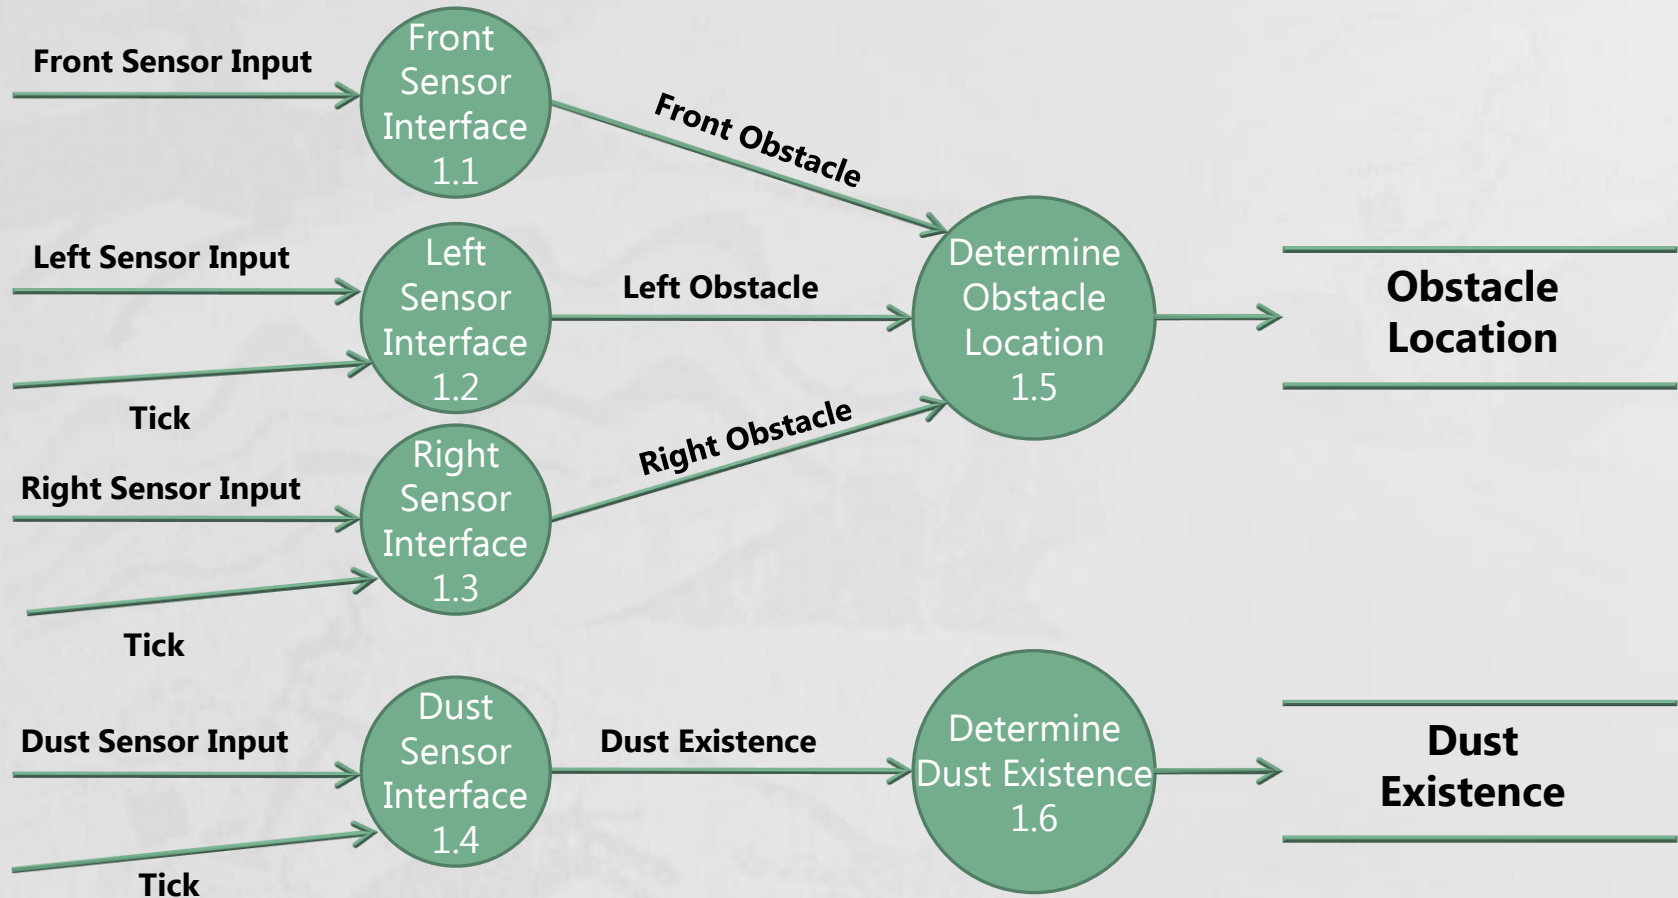 Front Sensor Input
Front
Sensor
Interface
1.1
Front Obstacle
Left Sensor Input
Tick
Left
Sensor
Interface
1.2
Left Obstacle
Right Sensor Input
Tick
Right
Sensor
Interface
1.3
Right Obstacle
Determine
Obstacle
Location
1.5
Obstacle
Location
Dust Sensor Input
Tick
Dust
Sensor
Interface
1.4
Dust Existence
Determine
Dust Existence
1.6
Dust
Existence